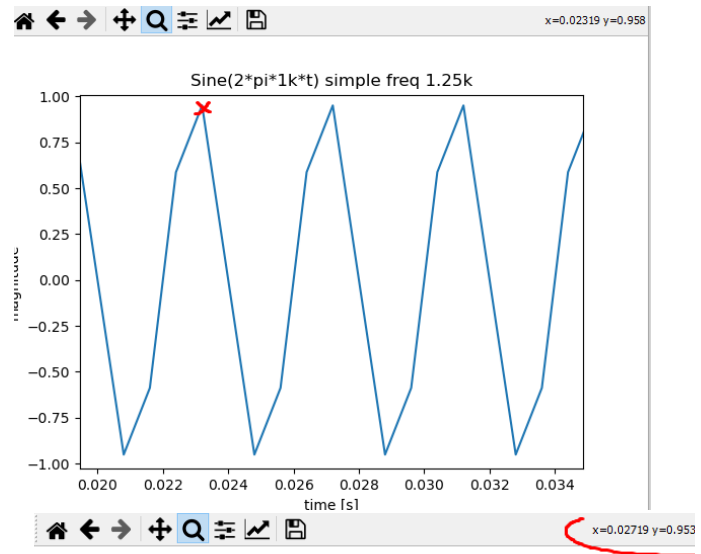 x=0.02319 y=0.958
Sine(2*pi*1k*t) simple freq 1.25k
1.00
0.75
0.50
0.25
0.00
−0.25
−0.50
−0.75
−1.00
magnitude
0.020 0.022 0.024 0.026 0.028 0.030 0.032 0.034
time [s]
x=0.02719 y=0.953